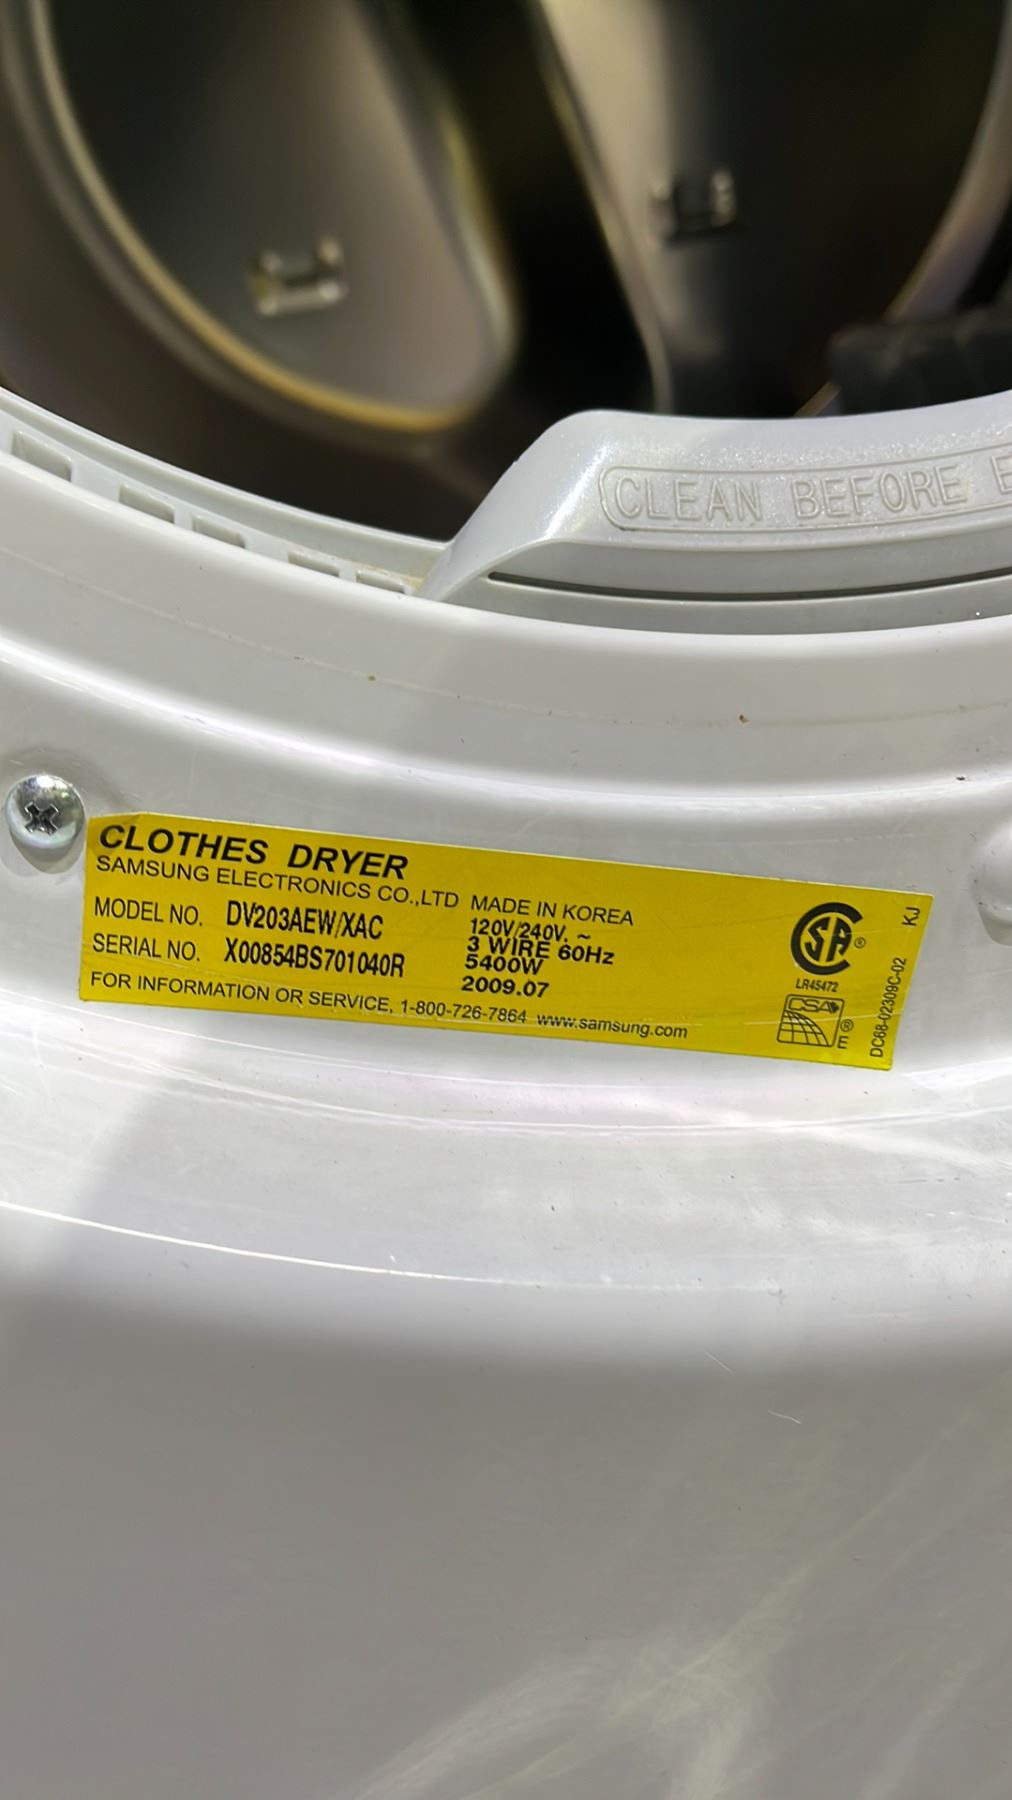 CLEAN BEFORE E
CLOTHES DRYER
SAMSUNG ELECTRONICS CO.,LTD MADE IN KOREA
MODEL NO. DV203AEW/XAC 120V/240V, ~
3 WIRE 60Hz
SERIAL NO. X00854BS701040R 5400W
2009.07
FOR INFORMATION OR SERVICE, 1-800-726-7864 www.samsung.com
SA ®
LR45472
CSA
® E
DC68-02309C-02
KJ